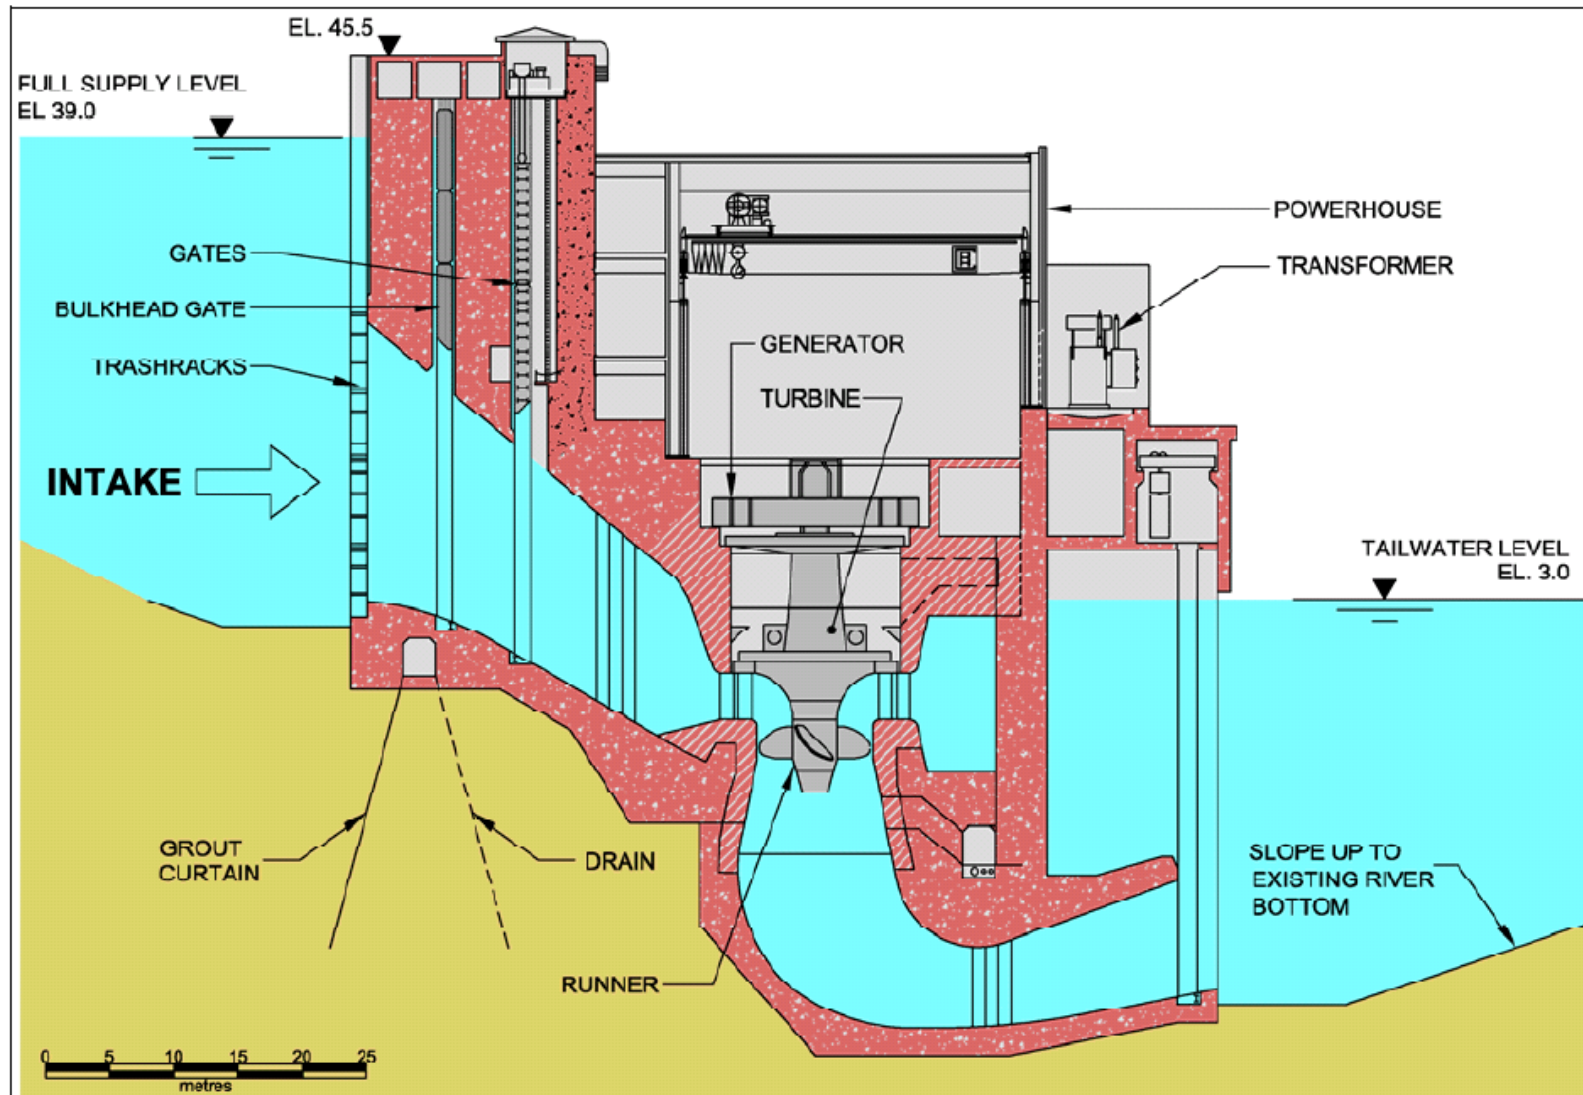 EL. 45.5
FULL SUPPLY LEVEL
EL 39.0
GATES
BULKHEAD GATE
TRASHRACKS
INTAKE
POWERHOUSE
TRANSFORMER
GENERATOR
TURBINE
TAILWATER LEVEL
EL. 3.0
GROUT
CURTAIN
DRAIN
RUNNER
SLOPE UP TO
EXISTING RIVER
BOTTOM
0 5 10 15 20 25
metres